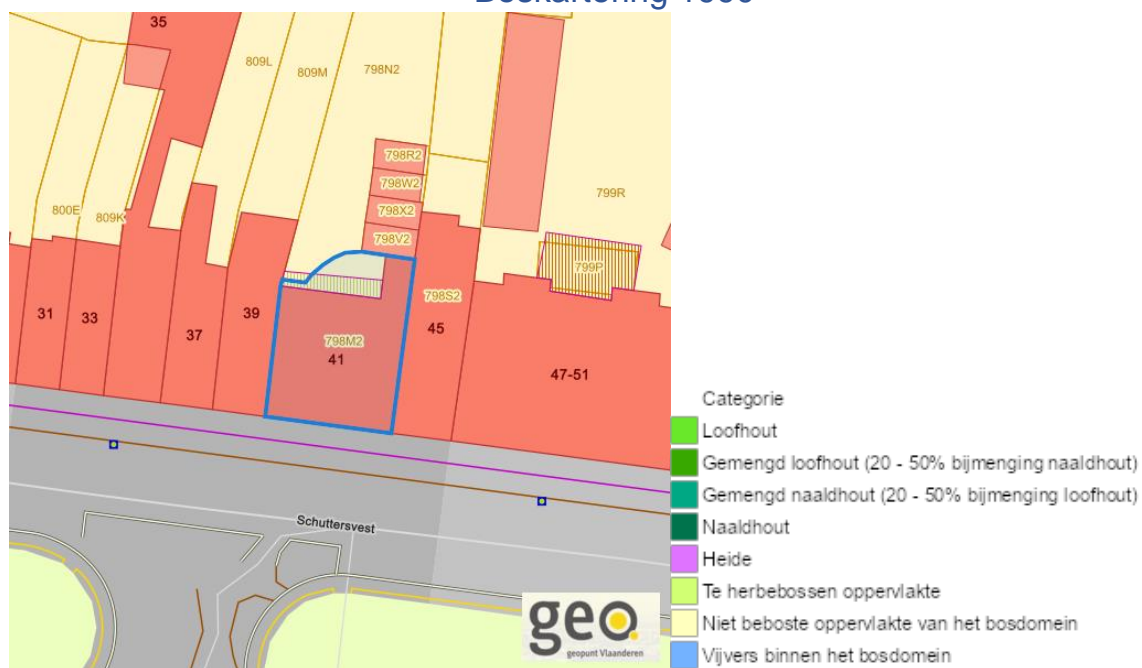 35
809L
809M
798N2
798R2
798W2
798X2
798V2
799R
800E
809K
799P
798S2
31
33
37
39
798M2
41
45
47-51
Schuttersvest
geo.
geopunt Vlaanderen
Categorie
Loofhout
Gemengd loofhout (20 - 50% bijmenging naaldhout)
Gemengd naaldhout (20 - 50% bijmenging loofhout)
Naaldhout
Heide
Te herbebossen oppervlakte
Niet beboste oppervlakte van het bosdomein
Vijvers binnen het bosdomein